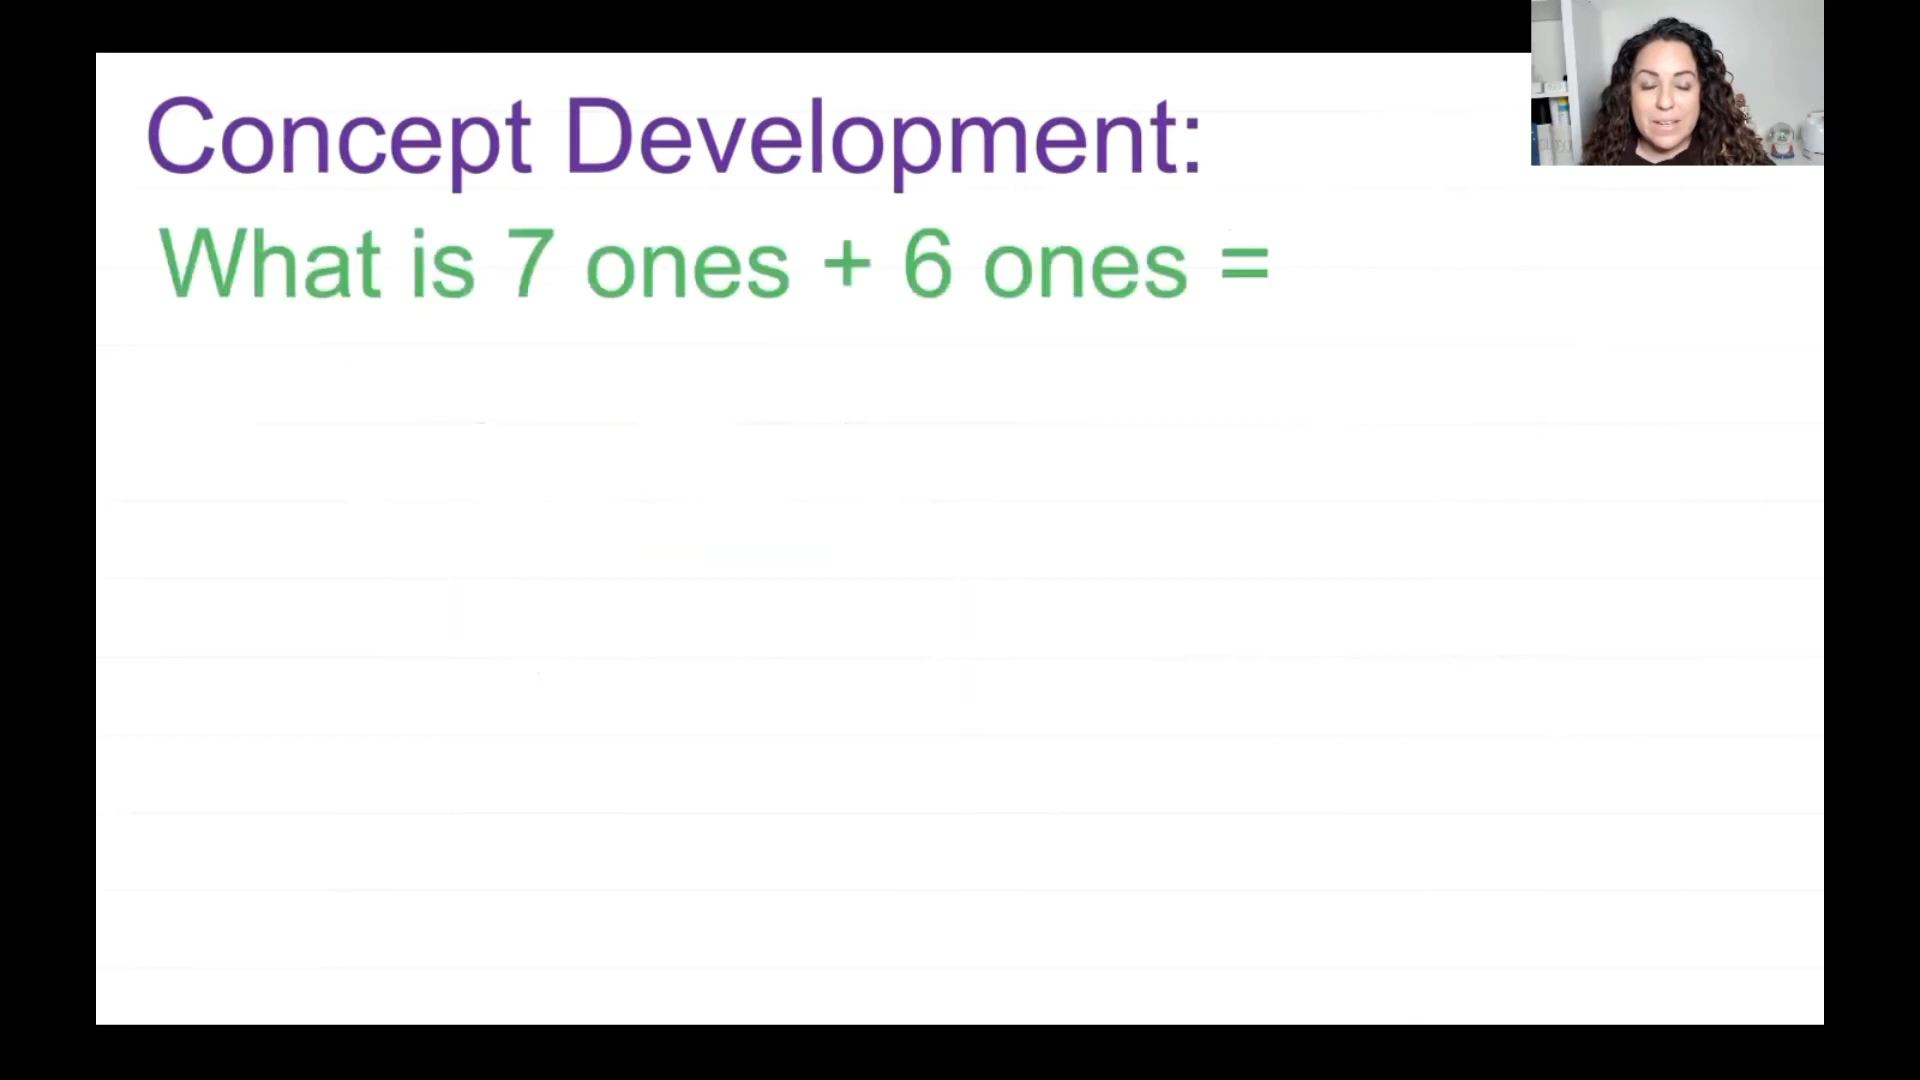 Concept Development:
What is 7 ones + 6 ones =